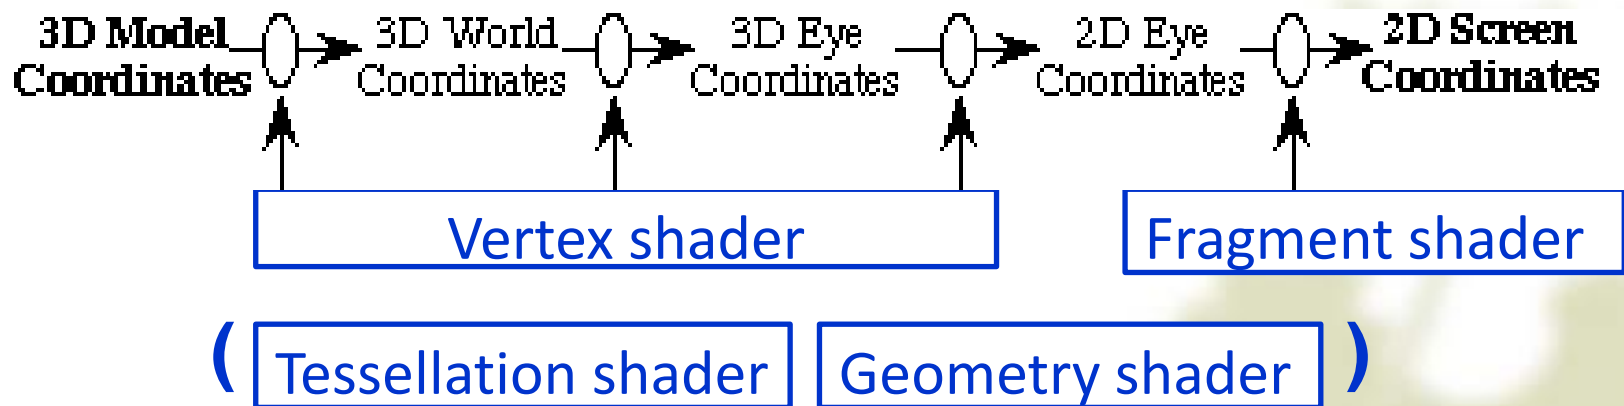 3D Model 3D World 3D Eye 2D Eye 2D Screen
Coordinates Coordinates Coordinates Coordinates Coordinates
Vertex shader Fragment shader
( Tessellation shader Geometry shader )